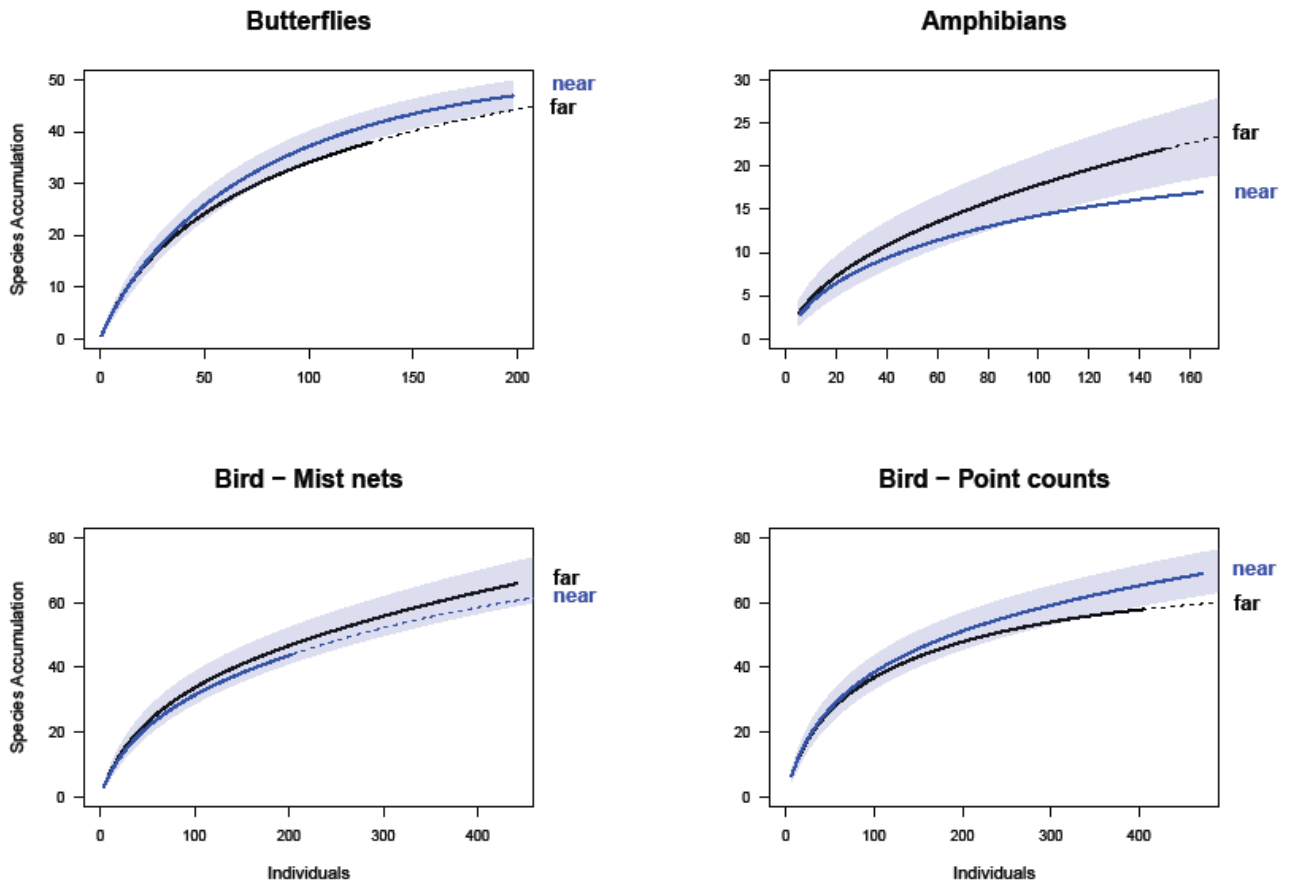 Butterflies
Species Accumulation
50
40
30
20
10
0
0 50 100 150 200
near
far
Amphibians
30
25
20
15
10
5
0
0 20 40 60 80 100 120 140 160
far
near
Bird − Mist nets
Species Accumulation
80
60
40
20
0
0 100 200 300 400
Individuals
far
near
Bird − Point counts
80
60
40
20
0
0 100 200 300 400
Individuals
near
far